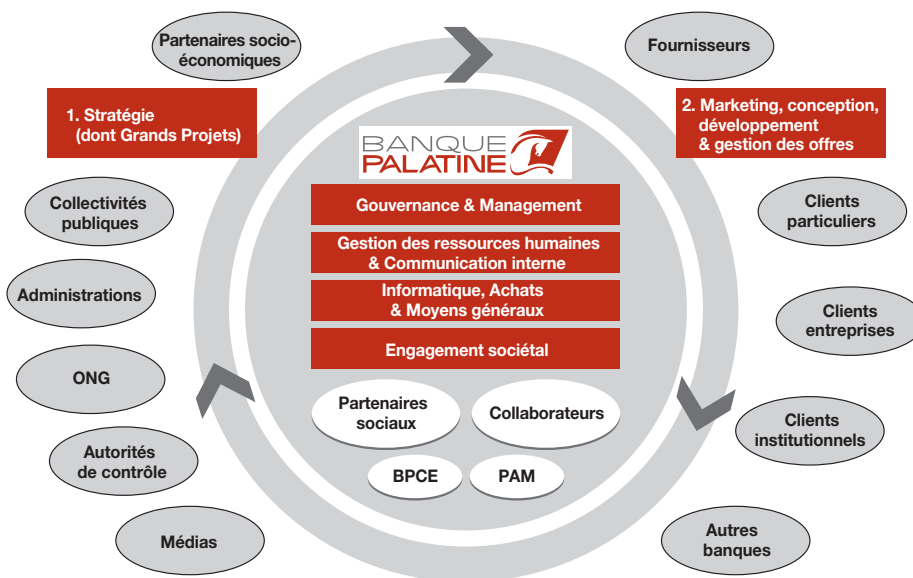 Partenaires socio-
économiques
Fournisseurs
1. Stratégie
(dont Grands Projets)
2. Marketing, conception,
développement
& gestion des offres
BANQUE
PALATINE
Gouvernance & Management
Gestion des ressources humaines
& Communication interne
Informatique, Achats
& Moyens généraux
Engagement sociétal
Partenaires
sociaux
Collaborateurs
BPCE
PAM
Collectivités
publiques
Administrations
ONG
Autorités
de contrôle
Médias
Clients
particuliers
Clients
entreprises
Clients
institutionnels
Autres
banques